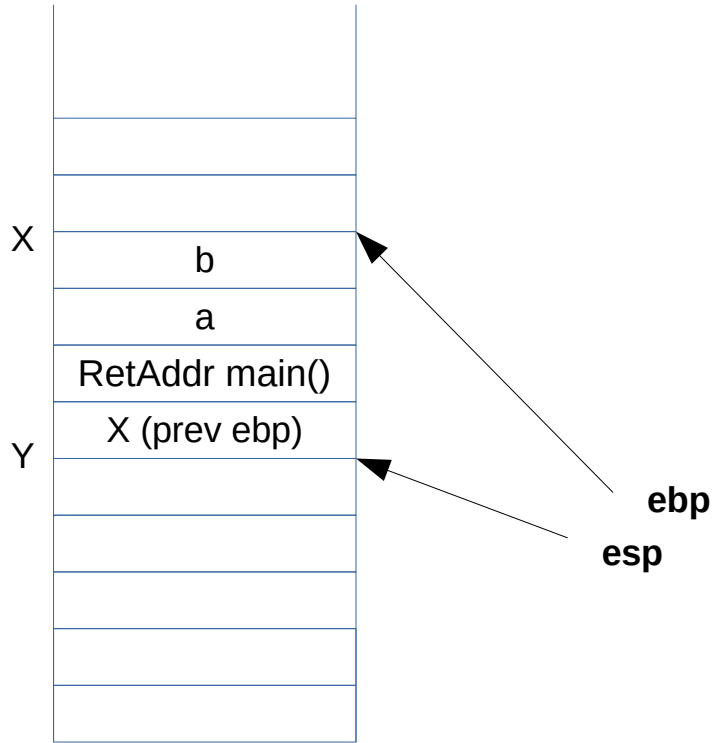 X
b
a
RetAddr main()
X (prev ebp)
Y
ebp
esp